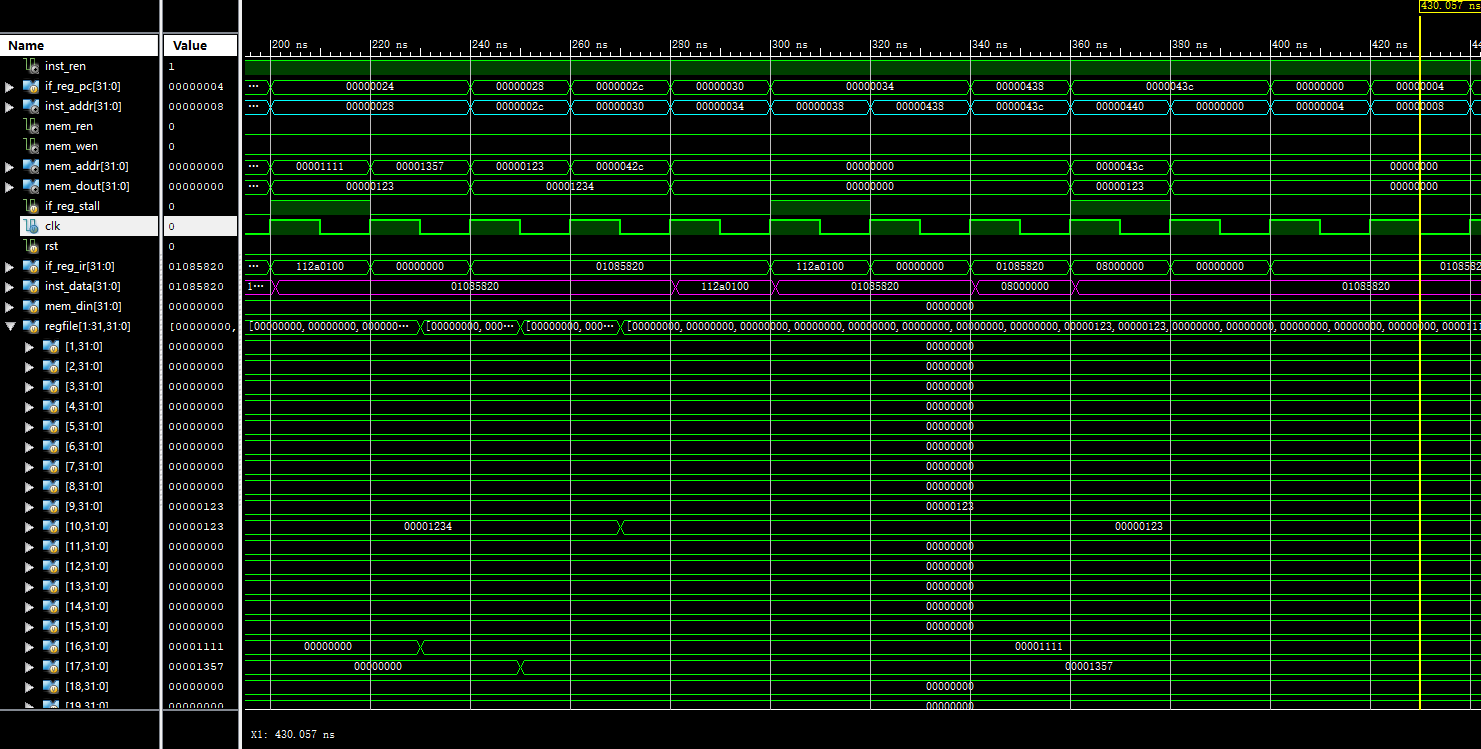 430.057 ns
Name Value
200 ns 220 ns 240 ns 260 ns 280 ns 300 ns 320 ns 340 ns 360 ns 380 ns 400 ns 420 ns 44
inst_ren 1
if_reg_pc[31:0] 00000004 ··· 00000024 00000028 0000002c 00000030 00000034 00000438 0000043c 00000000 00000004
inst_addr[31:0] 00000008 ··· 00000028 0000002c 00000030 00000034 00000038 00000438 0000043c 00000440 00000000 00000004 00000008
mem_ren 0
mem_wen 0
mem_addr[31:0] 00000000 ··· 00001111 00001357 00000123 0000042c 00000000 0000043c 00000000
mem_dout[31:0] 00000000 ··· 00000123 00001234 00000000 00000123 00000000
if_reg_stall 0
clk 0
rst 0
if_reg_ir[31:0] 01085820 ··· 112a0100 00000000 01085820 112a0100 00000000 01085820 08000000 00000000 0108582
inst_data[31:0] 01085820 1··· 01085820 112a0100 01085820 08000000 01085820
mem_din[31:0] 00000000 00000000
regfile[1:31,31:0] [00000000, [00000000, 00000000, 000000··· [00000000, 000··· [00000000, 000··· [00000000, 00000000, 00000000, 00000000, 00000000, 00000000, 00000000, 00000000, 00000123, 00000123, 00000000, 00000000, 00000000, 00000000, 00000000, 0000111
[1,31:0] 00000000 00000000
[2,31:0] 00000000 00000000
[3,31:0] 00000000 00000000
[4,31:0] 00000000 00000000
[5,31:0] 00000000 00000000
[6,31:0] 00000000 00000000
[7,31:0] 00000000 00000000
[8,31:0] 00000000 00000000
[9,31:0] 00000123 00000123
[10,31:0] 00000123 00001234 00000123
[11,31:0] 00000000 00000000
[12,31:0] 00000000 00000000
[13,31:0] 00000000 00000000
[14,31:0] 00000000 00000000
[15,31:0] 00000000 00000000
[16,31:0] 00001111 00000000 00001111
[17,31:0] 00001357 00000000 00001357
[18,31:0] 00000000 00000000
[19,31:0] 00000000 00000000
X1: 430.057 ns